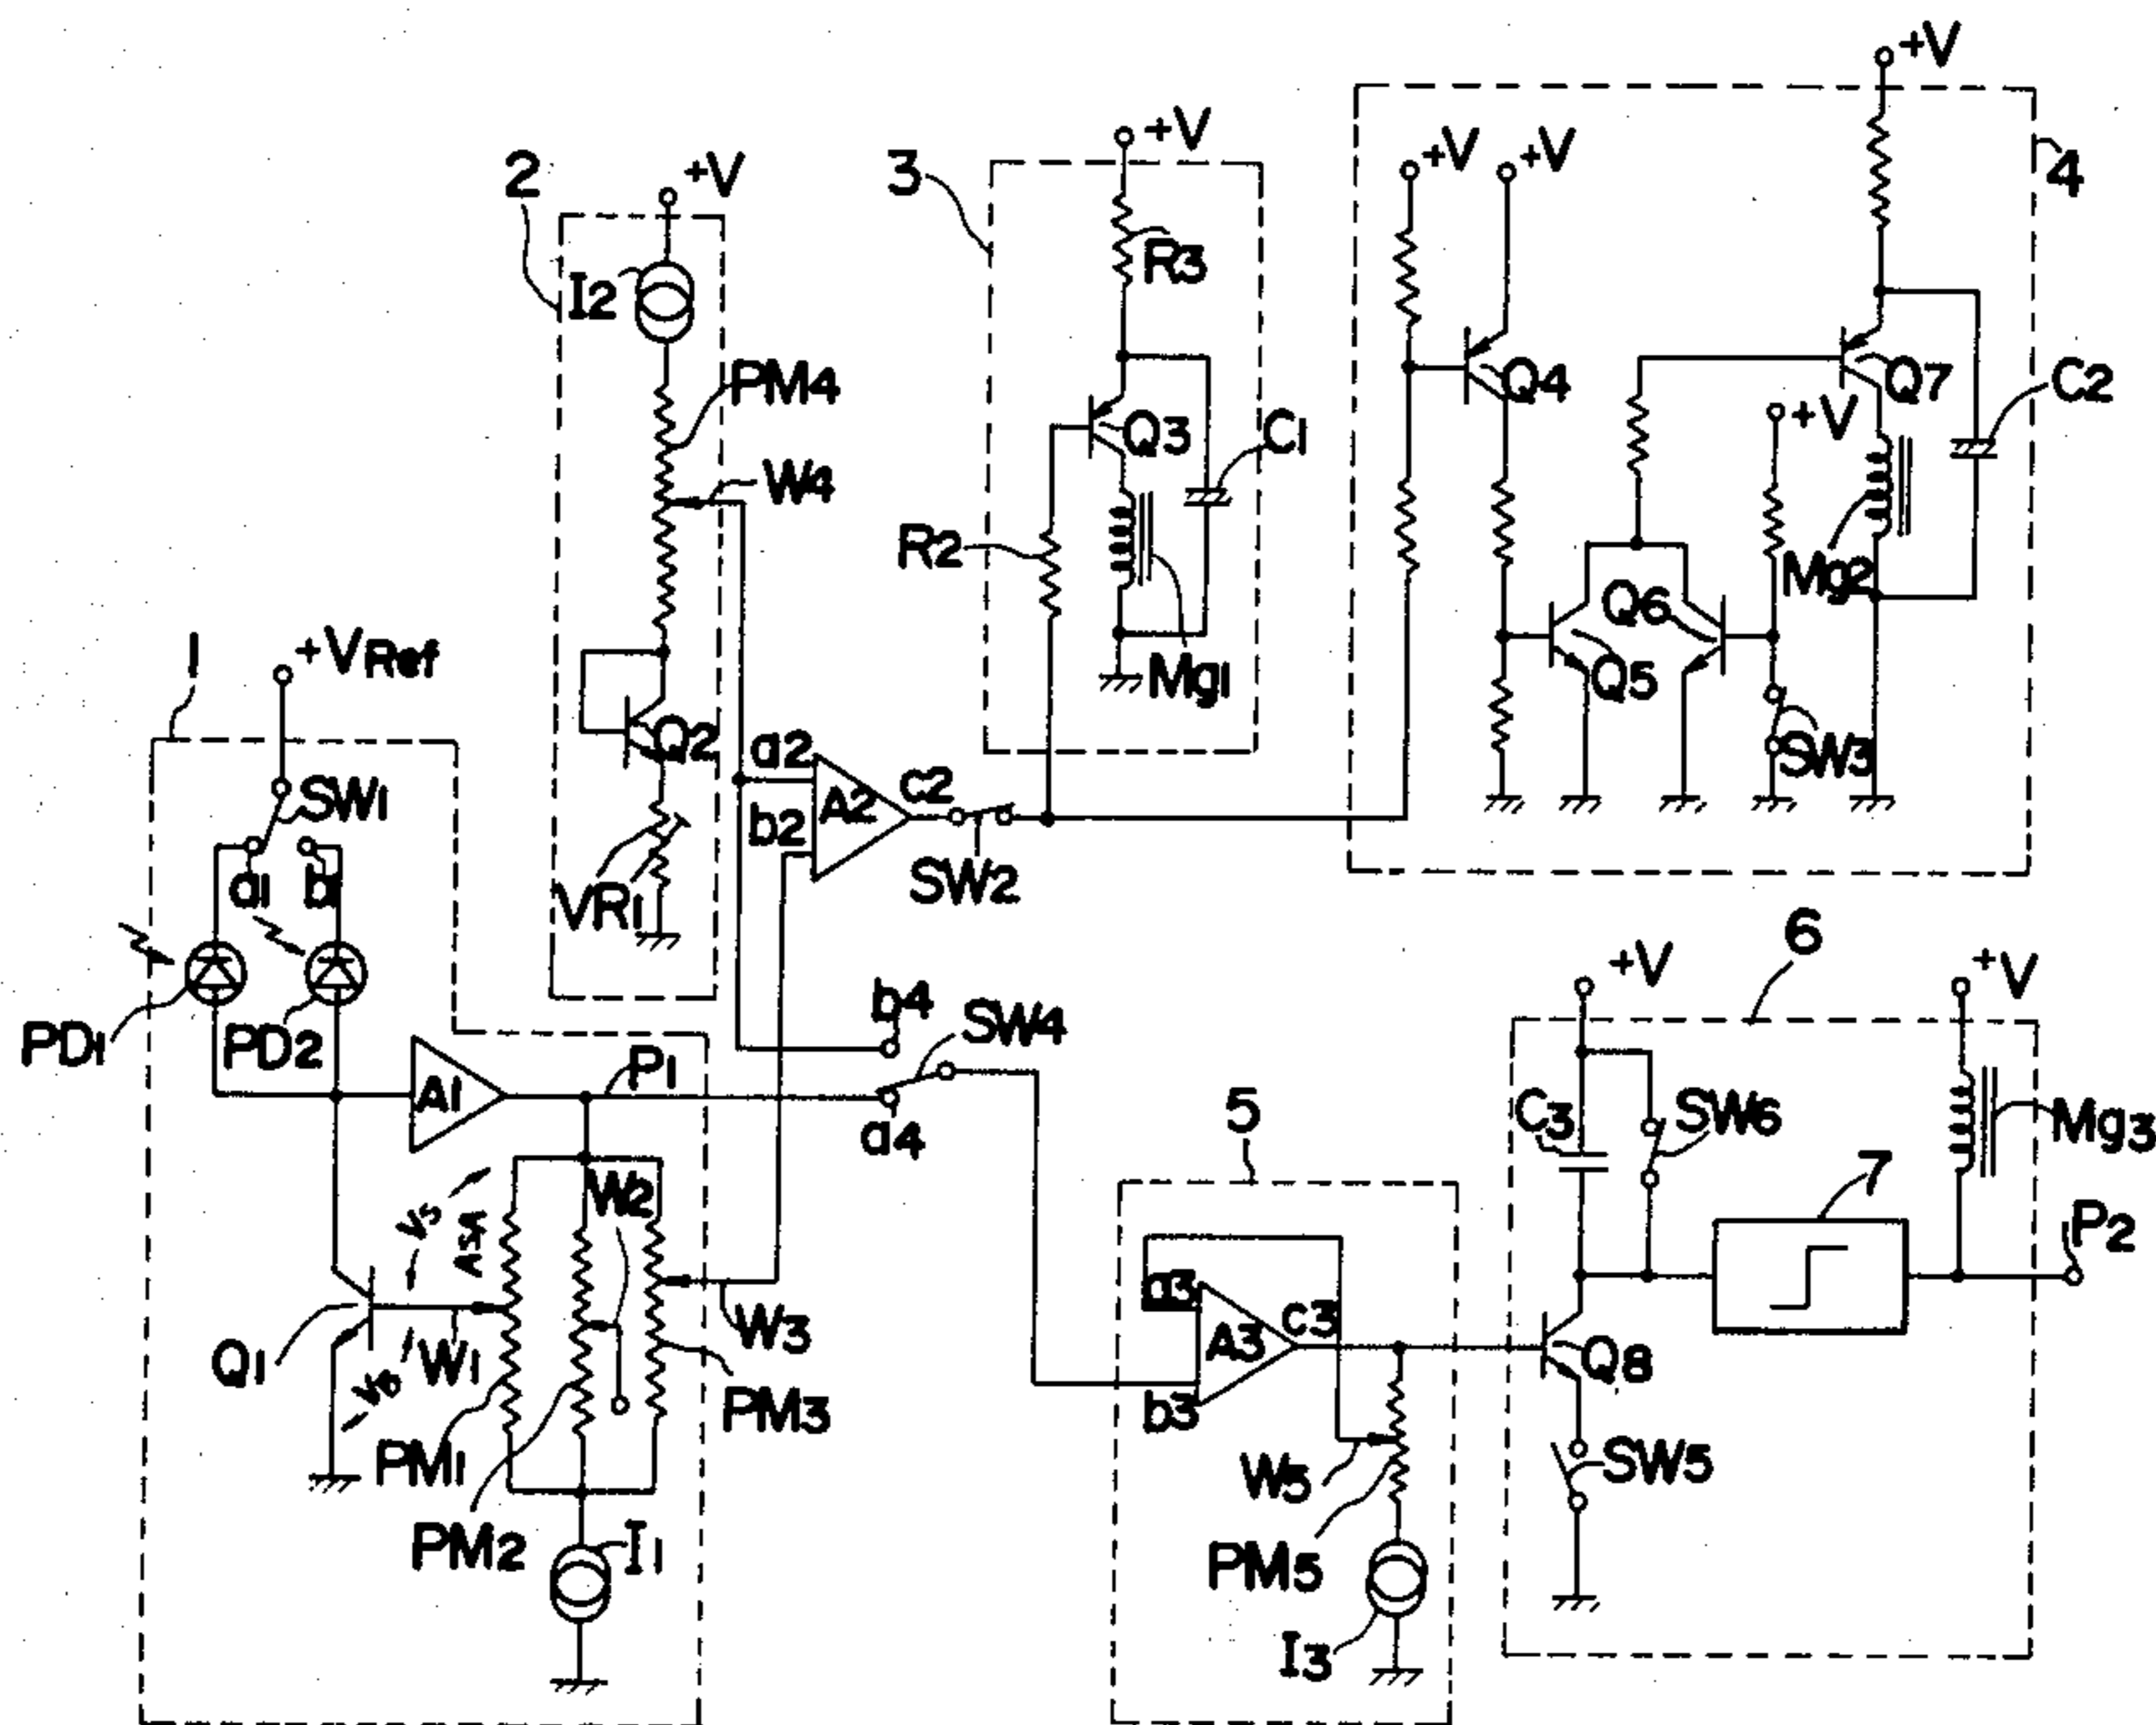 +V
+V
+V
+V
4
2
+V
3
I2
R3
PM4
Q4
Q7
C2
+V
Q3
C1
W4
R2
Mg2
Q6
1
+VRef
Q5
Mg1
Q2
a2
SW3
SW1
c2
A2
b2
SW2
a1
b1
VR1
6
+V
+V
b4
SW4
PD1
PD2
P1
A1
C3
SW6
Mg3
5
a4
7
W2
V5
ASA
P2
a3
c3
A3
W3
Q1
W1
V6
Q8
b3
PM3
PM1
W5
SW5
PM2
I1
PM5
I3